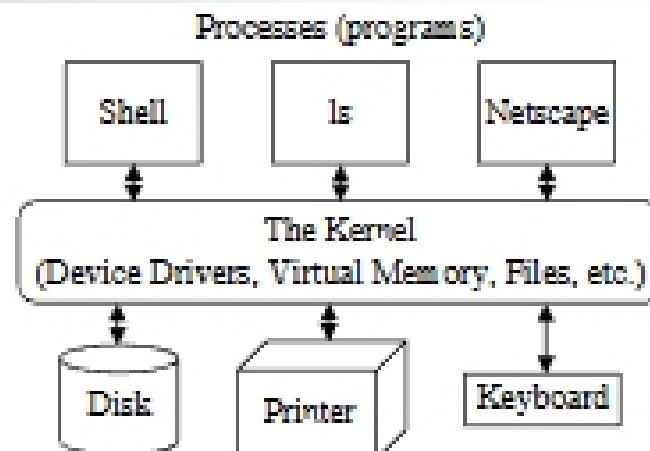 Processes (programs)
Shell
ls
Netscape
The Kernel
(Device Drivers, Virtual Memory, Files, etc.)
Disk
Printer
Keyboard